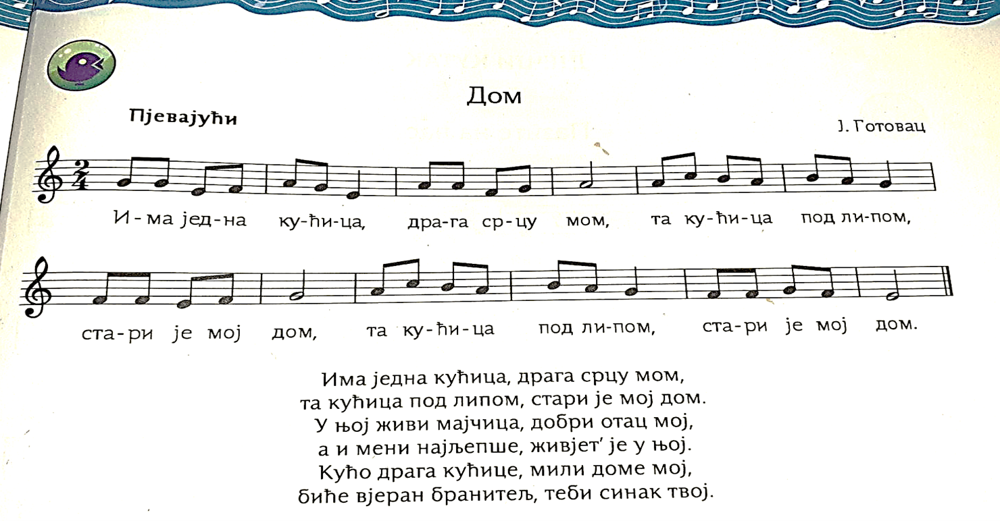 Дом
Пјевајући
Ј. Готовац
2
4
И - ма јед - на ку - ћи - ца, дра - га ср - цу мом, та ку - ћи - ца под ли - пом,
ста - ри је мој дом, та ку - ћи - ца под ли - пом, ста - ри је мој дом.
Има једна кућица, драга срцу мом,
та кућица под липом, стари је мој дом.
У њој живи мајчица, добри отац мој,
а и мени најљепше, живјет’ је у њој.
Кућо драга кућице, мили доме мој,
биће вјеран бранитељ, теби синак твој.